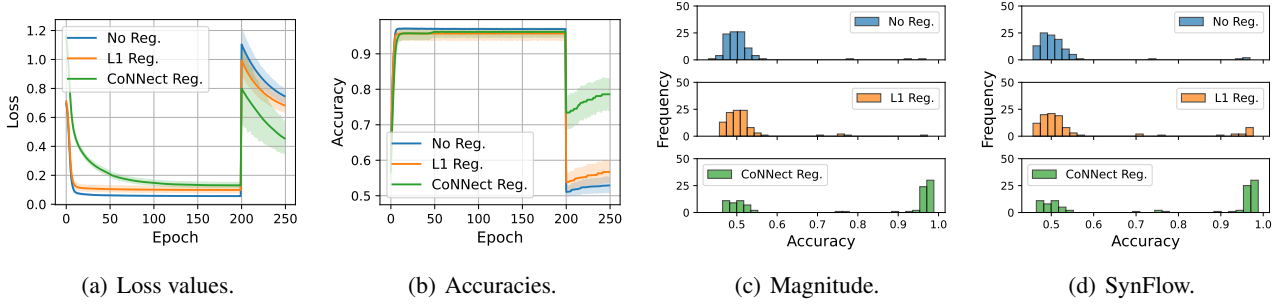 1.2
1.0
0.8
0.6
0.4
0.2
0.0
Loss
No Reg.
L1 Reg.
CoNNect Reg.
0 50 100 150 200 250
Epoch
(a) Loss values.
0.9
0.8
0.7
0.6
0.5
Accuracy
No Reg.
L1 Reg.
CoNNect Reg.
0 50 100 150 200 250
Epoch
(b) Accuracies.
50
25
0
No Reg.
50
25
0
L1 Reg.
Frequency
50
25
0
CoNNect Reg.
0.5 0.6 0.7 0.8 0.9 1.0
Accuracy
(c) Magnitude.
50
25
0
No Reg.
50
25
0
L1 Reg.
Frequency
50
25
0
CoNNect Reg.
0.5 0.6 0.7 0.8 0.9 1.0
Accuracy
(d) SynFlow.